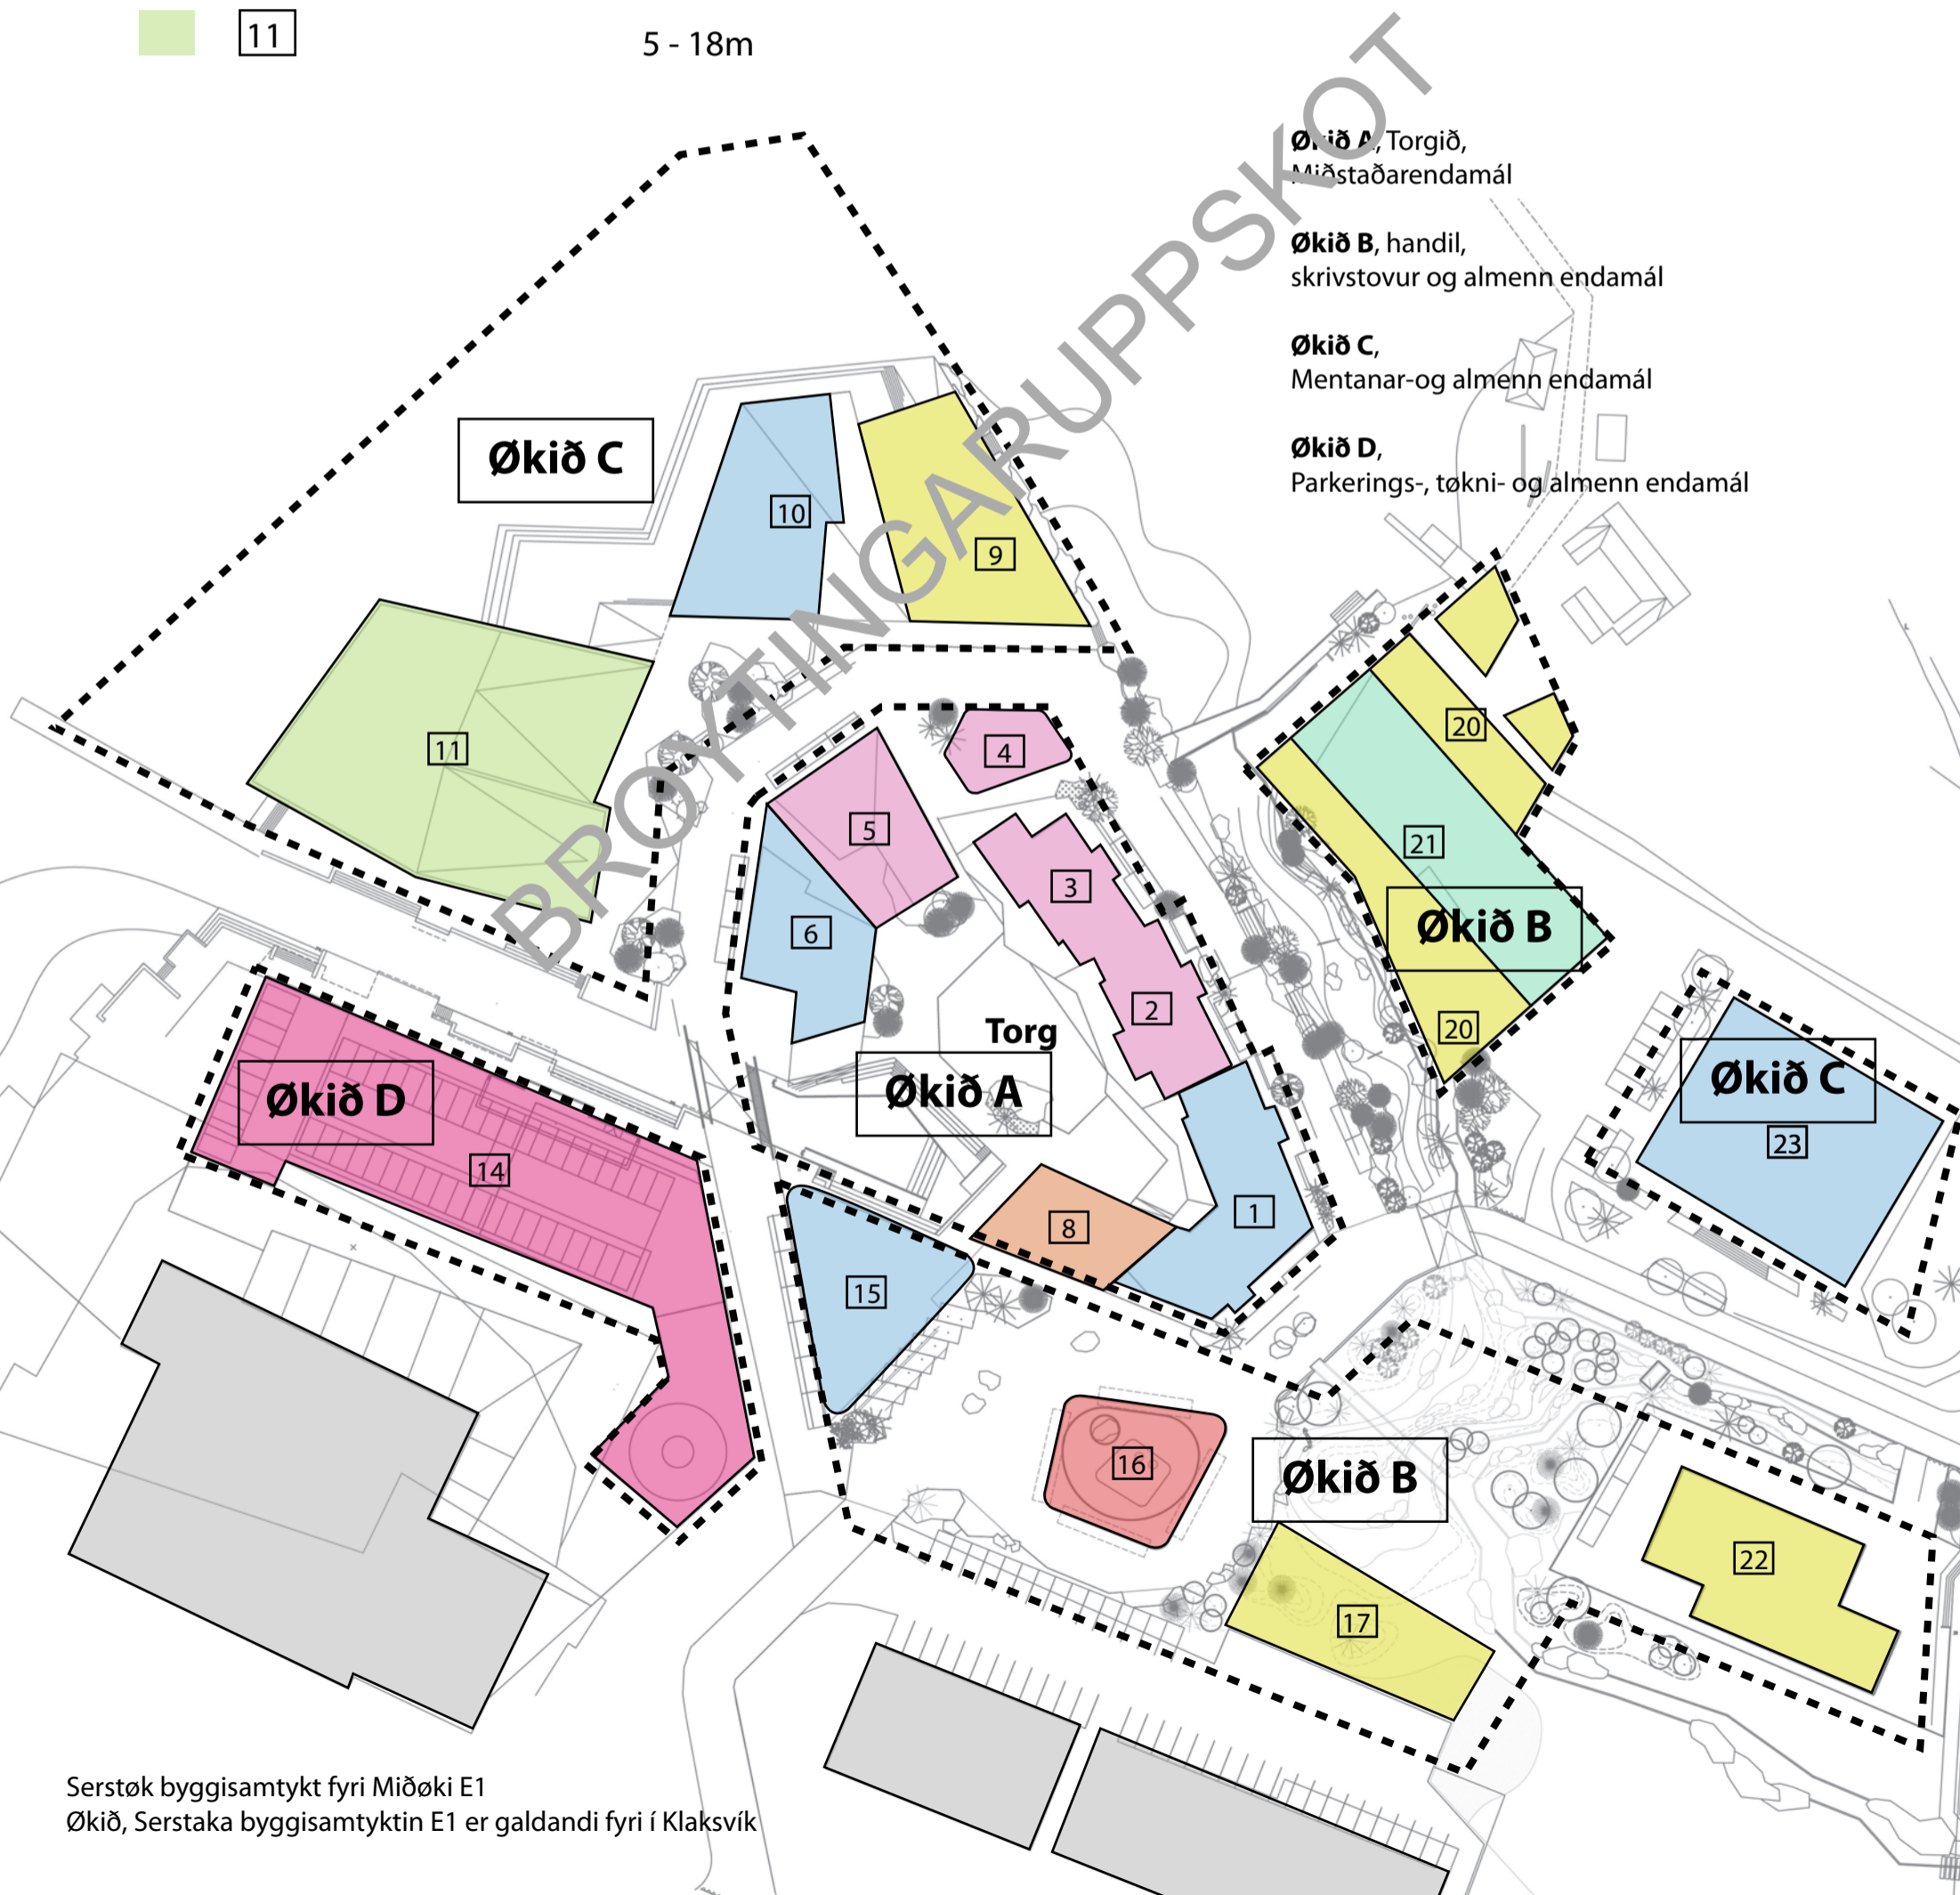 11
5 - 18m
BROYTINGARUPPSKOT
Økið A, Torgið,
Miðstaðarendamál
Økið B, handil,
skrivstovur og almenn endamál
Økið C,
Mentanar-og almenn endamál
Økið D,
Parkerings-, tøkni- og almenn endamál
Økið C
10
9
11
4
5
20
3
21
6
Økið B
2
Torg
20
Økið A
Økið D
14
Økið C
23
8
1
15
16
Økið B
22
17
Serstøk byggisamtykt fyri Miðøki E1
Økið, Serstaka byggisamtyktin E1 er galdandi fyri í Klaksvík